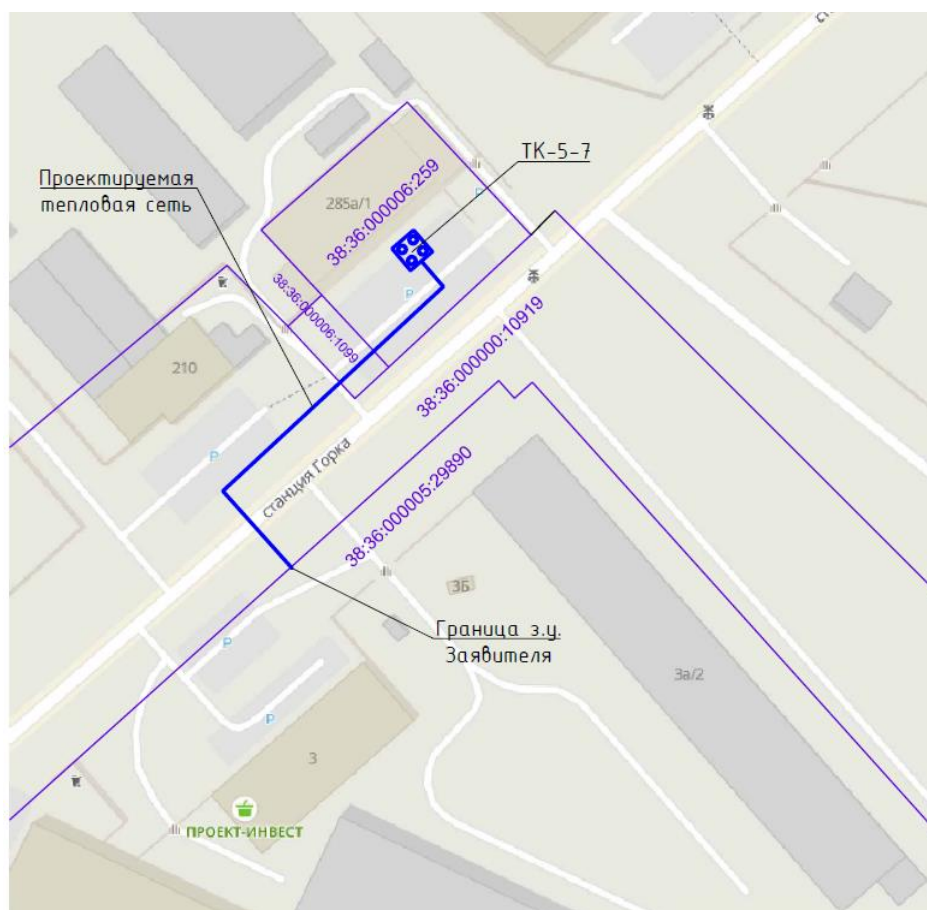 ТК-5-7
Проектируемая
тепловая сеть
285а/1
38:36:000006:259
P
P
38:36:000006:1099
210
38:36:000000:10919
P
станция Горка
38:36:000005:29890
3Б
Граница з.у.
Заявителя
P
3а/2
P
3
ПРОЕКТ-ИНВЕСТ